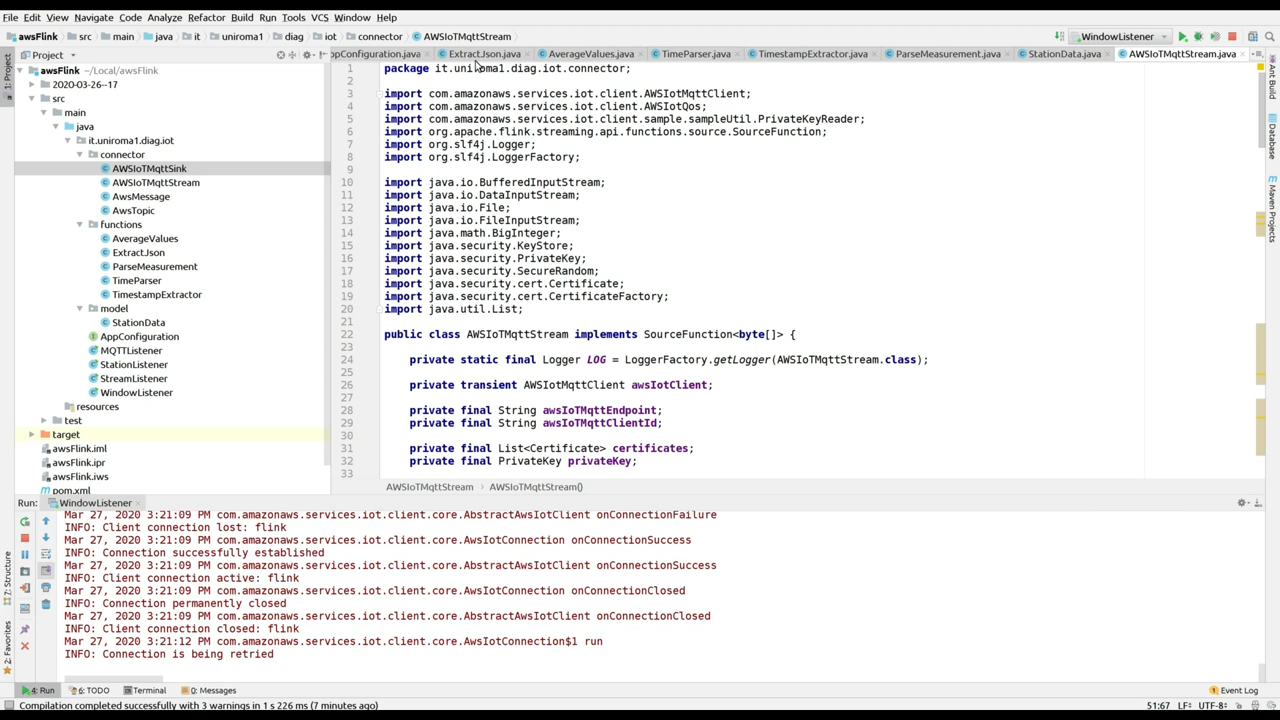 File Edit View Navigate Code Analyze Refactor Build Run Tools VCS Window Help
awsFlink src main java it uniroma1 diag iot connector AWSIoTMqttStream WindowListener
Project
ppConfiguration.java ExtractJson.java AverageValues.java TimeParser.java TimestampExtractor.java ParseMeasurement.java StationData.java AWSIoTMqttStream.java
awsFlink ~/Local/awsFlink
2020-03-26--17
src
main
java
it.uniroma1.diag.iot
connector
AWSIoTMqttSink
AWSIoTMqttStream
AwsMessage
AwsTopic
functions
AverageValues
ExtractJson
ParseMeasurement
TimeParser
TimestampExtractor
model
StationData
AppConfiguration
MQTTListener
StationListener
StreamListener
WindowListener
resources
test
target
awsFlink.iml
awsFlink.ipr
awsFlink.iws
pom.xml
1 package it.uniroma1.diag.iot.connector;
2
3 import com.amazonaws.services.iot.client.AWSIotMqttClient;
4 import com.amazonaws.services.iot.client.AWSIotQos;
5 import com.amazonaws.services.iot.client.sample.sampleUtil.PrivateKeyReader;
6 import org.apache.flink.streaming.api.functions.source.SourceFunction;
7 import org.slf4j.Logger;
8 import org.slf4j.LoggerFactory;
9
10 import java.io.BufferedInputStream;
11 import java.io.DataInputStream;
12 import java.io.File;
13 import java.io.FileInputStream;
14 import java.math.BigInteger;
15 import java.security.KeyStore;
16 import java.security.PrivateKey;
17 import java.security.SecureRandom;
18 import java.security.cert.Certificate;
19 import java.security.cert.CertificateFactory;
20 import java.util.List;
21
22 public class AWSIoTMqttStream implements SourceFunction<byte[]> {
23
24 private static final Logger LOG = LoggerFactory.getLogger(AWSIoTMqttStream.class);
25
26 private transient AWSIotMqttClient awsIotClient;
27
28 private final String awsIoTMqttEndpoint;
29 private final String awsIoTMqttClientId;
30
31 private final List<Certificate> certificates;
32 private final PrivateKey privateKey;
33
AWSIoTMqttStream AWSIoTMqttStream()
1: Project
7: Structure
2: Favorites
Ant Build
Database
Maven Projects
Run: WindowListener
Mar 27, 2020 3:21:09 PM com.amazonaws.services.iot.client.core.AbstractAwsIotClient onConnectionFailure
INFO: Client connection lost: flink
Mar 27, 2020 3:21:09 PM com.amazonaws.services.iot.client.core.AwsIotConnection onConnectionSuccess
INFO: Connection successfully established
Mar 27, 2020 3:21:09 PM com.amazonaws.services.iot.client.core.AbstractAwsIotClient onConnectionSuccess
INFO: Client connection active: flink
Mar 27, 2020 3:21:09 PM com.amazonaws.services.iot.client.core.AwsIotConnection onConnectionClosed
INFO: Connection permanently closed
Mar 27, 2020 3:21:09 PM com.amazonaws.services.iot.client.core.AbstractAwsIotClient onConnectionClosed
INFO: Client connection closed: flink
Mar 27, 2020 3:21:12 PM com.amazonaws.services.iot.client.core.AwsIotConnection$1 run
INFO: Connection is being retried
4: Run 6: TODO Terminal 0: Messages 1 Event Log
Compilation completed successfully with 3 warnings in 1 s 226 ms (7 minutes ago) 51:67 LF÷ UTF-8÷